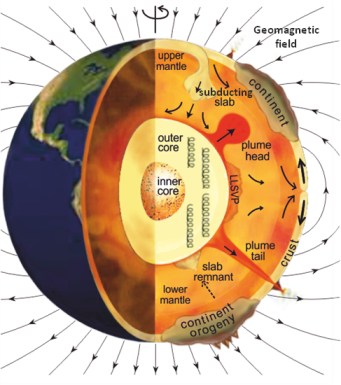 Geomagnetic
field
upper
mantle
subducting
slab
continent
outer
core
plume
head
inner
core
LLSVP
plume
tail
crust
slab
remnant
lower
mantle
continent
orogeny